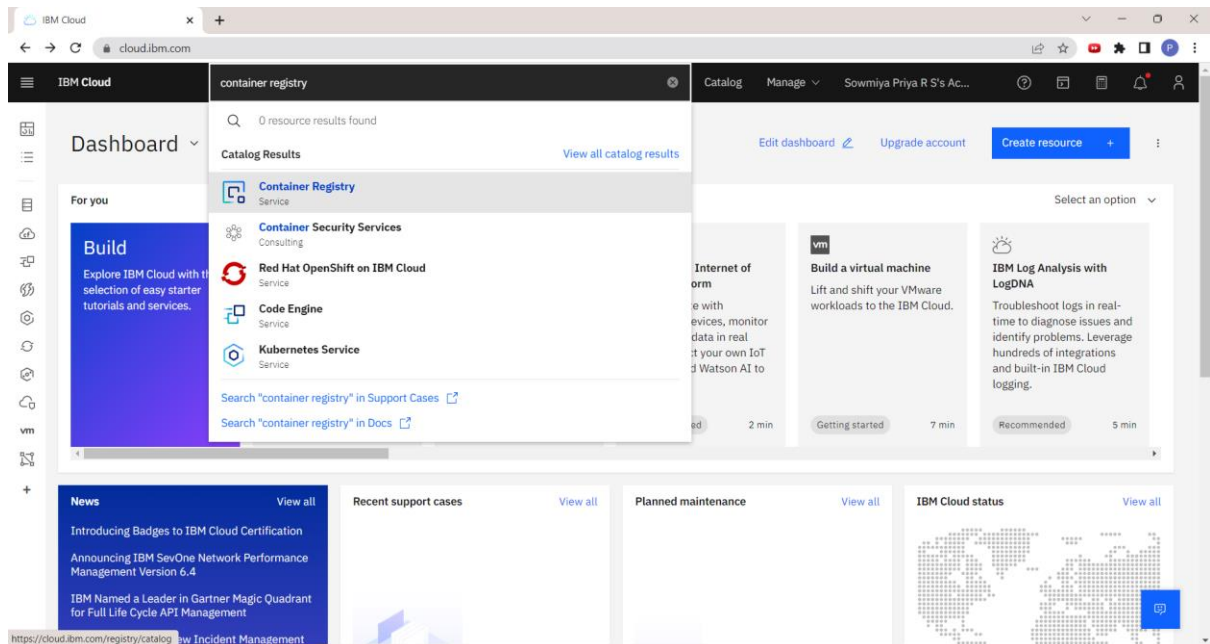 IBM Cloud
cloud.ibm.com
P
IBM Cloud
container registry
Catalog
Manage
Sowmiya Priya R S's Ac...
Dashboard
0 resource results found
Catalog Results
View all catalog results
Container Registry
Service
Container Security Services
Consulting
Red Hat OpenShift on IBM Cloud
Service
Code Engine
Service
Kubernetes Service
Service
Search "container registry" in Support Cases
Search "container registry" in Docs
Edit dashboard
Upgrade account
Create resource +
For you
Select an option
Build
Explore IBM Cloud with th
selection of easy starter
tutorials and services.
Internet of
orm
e with
evices, monitor
data in real
t your own IoT
d Watson AI to
ed
2 min
vm
Build a virtual machine
Lift and shift your VMware
workloads to the IBM Cloud.
Getting started
7 min
IBM Log Analysis with
LogDNA
Troubleshoot logs in real-
time to diagnose issues and
identify problems. Leverage
hundreds of integrations
and built-in IBM Cloud
logging.
Recommended
5 min
vm
News
View all
Introducing Badges to IBM Cloud Certification
Announcing IBM SevOne Network Performance
Management Version 6.4
IBM Named a Leader in Gartner Magic Quadrant
for Full Life Cycle API Management
ew Incident Management
Recent support cases
View all
Planned maintenance
View all
IBM Cloud status
View all
https://cloud.ibm.com/registry/catalog